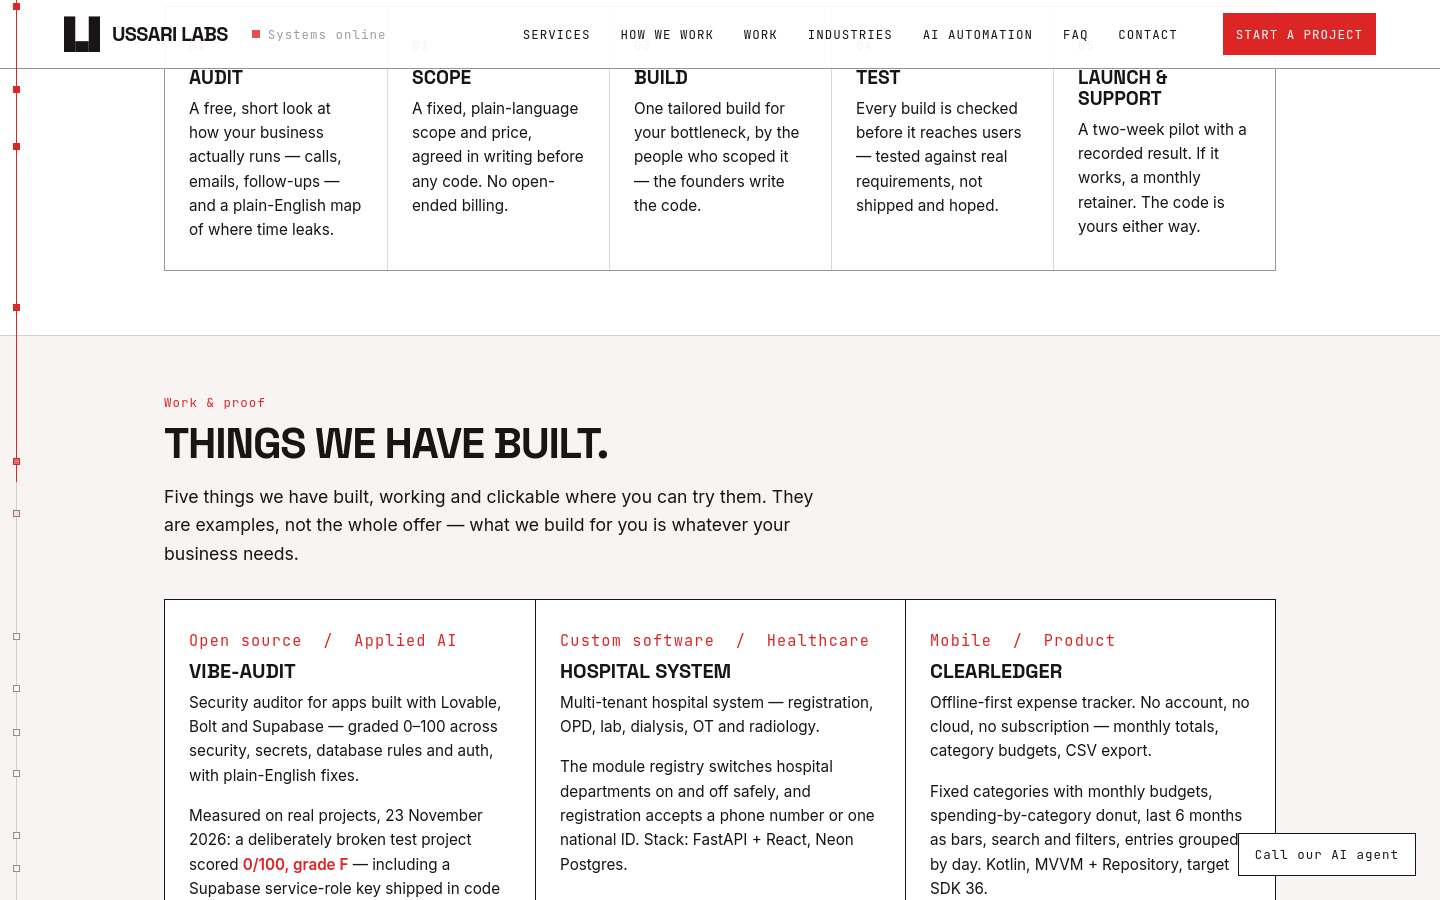 USSARI LABS
Systems online
SERVICES
HOW WE WORK
WORK
INDUSTRIES
AI AUTOMATION
FAQ
CONTACT
START A PROJECT
01
02
03
04
05
AUDIT
A free, short look at
how your business
actually runs — calls,
emails, follow-ups —
and a plain-English map
of where time leaks.
SCOPE
A fixed, plain-language
scope and price,
agreed in writing before
any code. No open-
ended billing.
BUILD
One tailored build for
your bottleneck, by the
people who scoped it
— the founders write
the code.
TEST
Every build is checked
before it reaches users
— tested against real
requirements, not
shipped and hoped.
LAUNCH &
SUPPORT
A two-week pilot with a
recorded result. If it
works, a monthly
retainer. The code is
yours either way.
Work & proof
THINGS WE HAVE BUILT.
Five things we have built, working and clickable where you can try them. They
are examples, not the whole offer — what we build for you is whatever your
business needs.
Open source / Applied AI
VIBE-AUDIT
Security auditor for apps built with Lovable,
Bolt and Supabase — graded 0–100 across
security, secrets, database rules and auth,
with plain-English fixes.
Measured on real projects, 23 November
2026: a deliberately broken test project
scored 0/100, grade F — including a
Supabase service-role key shipped in code
Custom software / Healthcare
HOSPITAL SYSTEM
Multi-tenant hospital system — registration,
OPD, lab, dialysis, OT and radiology.
The module registry switches hospital
departments on and off safely, and
registration accepts a phone number or one
national ID. Stack: FastAPI + React, Neon
Postgres.
Mobile / Product
CLEARLEDGER
Offline-first expense tracker. No account, no
cloud, no subscription — monthly totals,
category budgets, CSV export.
Fixed categories with monthly budgets,
spending-by-category donut, last 6 months
as bars, search and filters, entries grouped
by day. Kotlin, MVVM + Repository, target
SDK 36.
Call our AI agent